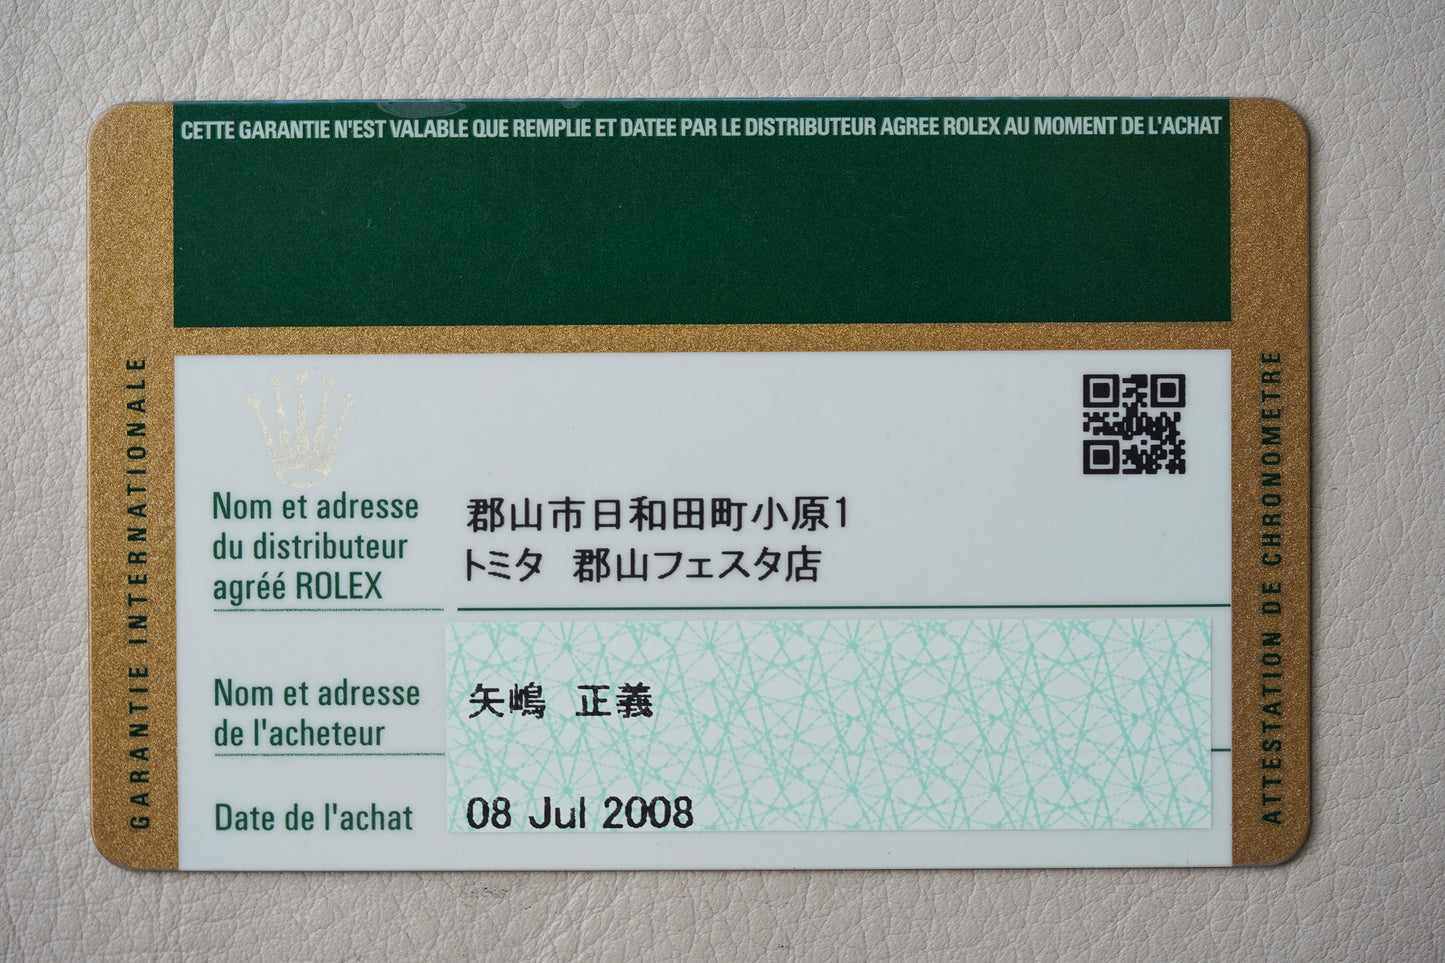 CETTE GARANTIE N'EST VALABLE QUE REMPLIE ET DATEE PAR LE DISTRIBUTEUR AGREE ROLEX AU MOMENT DE L'ACHAT
GARANTIE INTERNATIONALE
Nom et adresse
du distributeur
agréé ROLEX
郡山市日和田町小原1
トミタ 郡山フェスタ店
Nom et adresse
de l'acheteur
矢嶋 正義
Date de l'achat
08 Jul 2008
ATTESTATION DE CHRONOMETRE